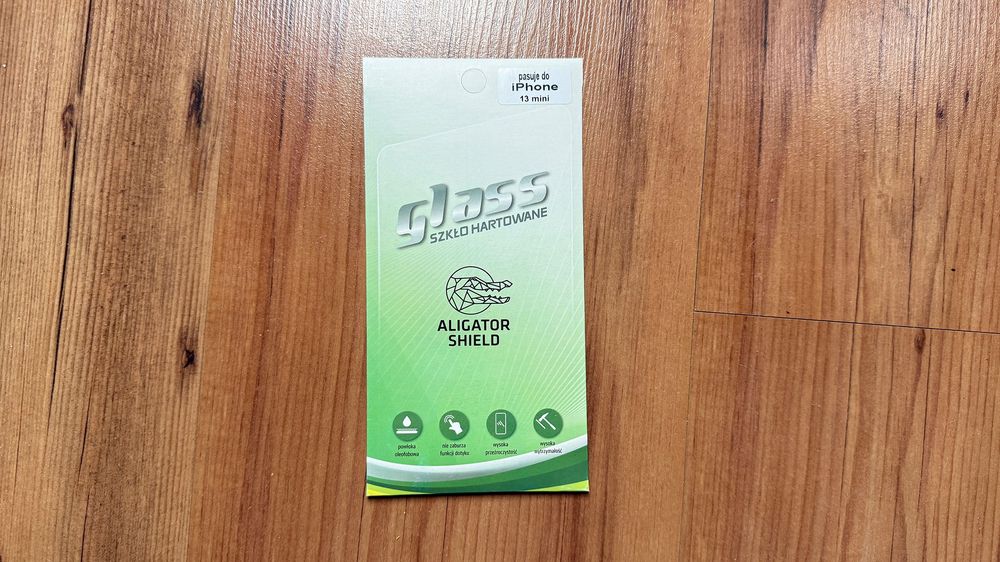 pasuje do
iPhone
13 mini
glass
SZKŁO HARTOWANE
ALIGATOR
SHIELD
powłoka
oleofobowa
nie zaburza
funkcji dotyku
wysoka
przeźroczystość
wysoka
wytrzymałość